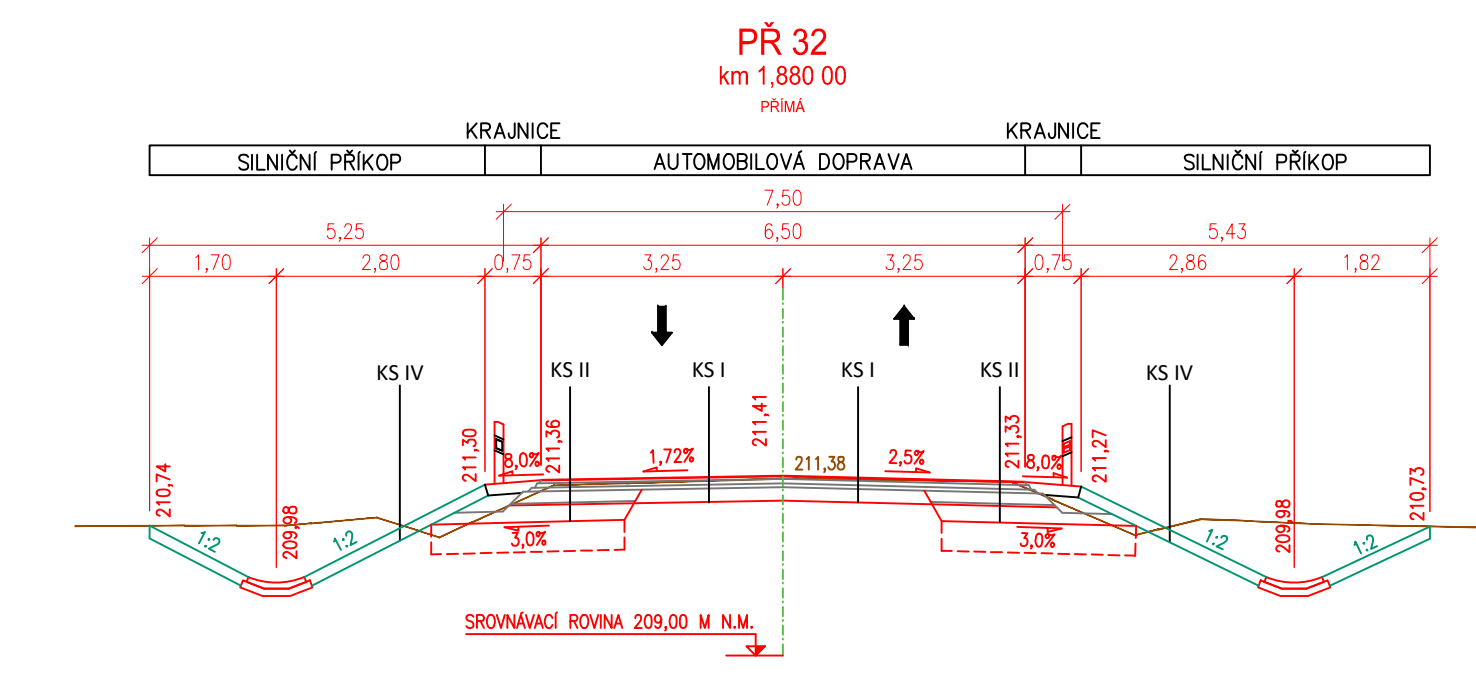 PŘ 32
km 1,880 00
PŘÍMÁ
KRAJNICE KRAJNICE
SILNIČNÍ PŘÍKOP AUTOMOBILOVÁ DOPRAVA SILNIČNÍ PŘÍKOP
7,50
5,25 6,50 5,43
1,70 2,80 0,75 3,25 3,25 0,75 2,86 1,82
KS IV KS II KS I KS I KS II KS IV
210,74 209,98 211,30 211,36 211,41 211,33 211,27 209,98 210,73
8,0% 1,72% 211,38 2,5% 8,0%
1:2 1:2 3,0% 3,0% 1:2 1:2
SROVNÁVACÍ ROVINA 209,00 M N.M.